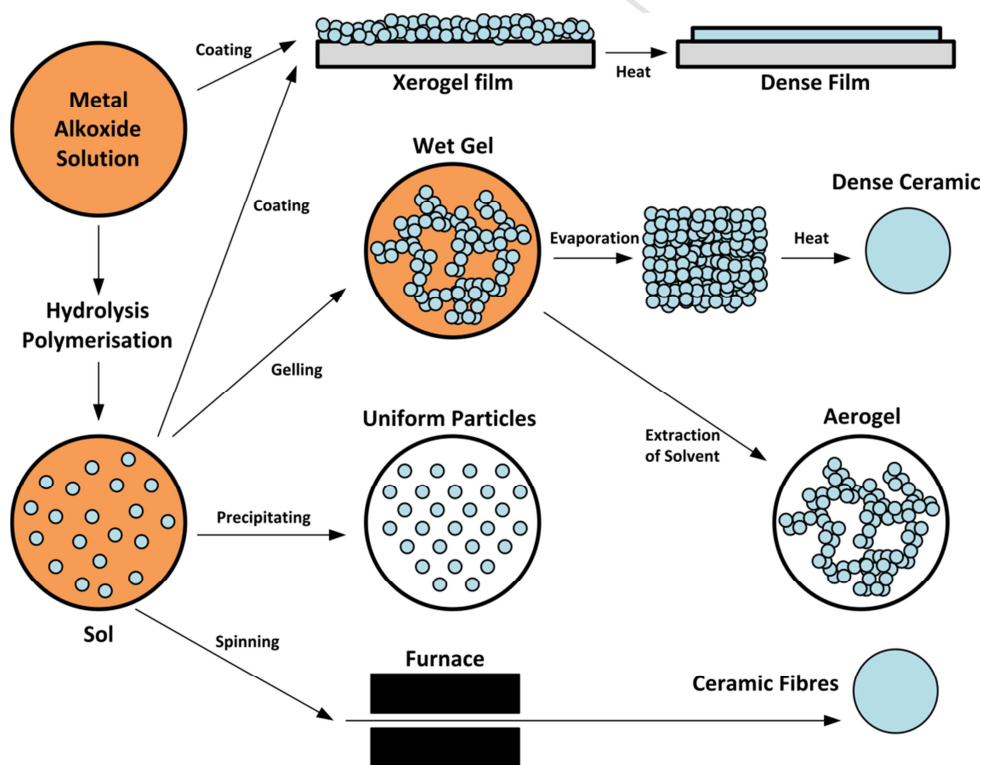 Coating
Metal
Alkoxide
Solution
Xerogel film
Heat
Dense Film
Wet Gel
Coating
Dense Ceramic
Evaporation
Heat
Hydrolysis
Polymerisation
Gelling
Uniform Particles
Extraction
of Solvent
Aerogel
Precipitating
Sol
Spinning
Furnace
Ceramic Fibres